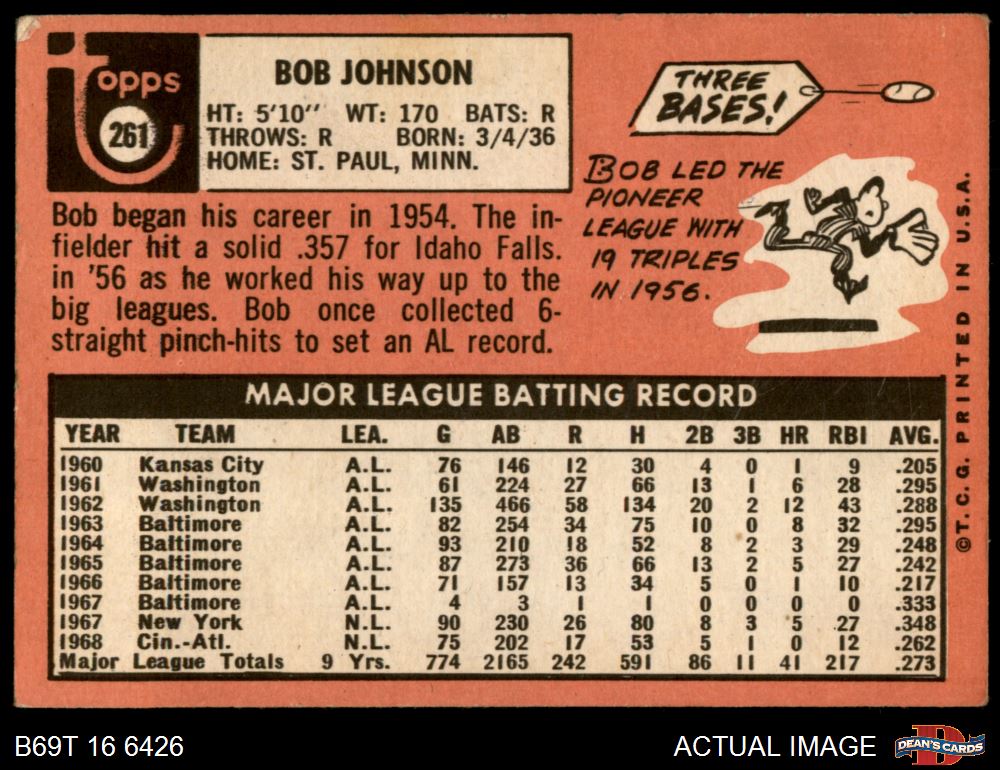 Topps
261
BOB JOHNSON
HT: 5'10" WT: 170 BATS: R
THROWS: R BORN: 3/4/36
HOME: ST. PAUL, MINN.
Bob began his career in 1954. The in-
fielder hit a solid .357 for Idaho Falls.
in '56 as he worked his way up to the
big leagues. Bob once collected 6-
straight pinch-hits to set an AL record.
THREE
BASES!
BOB LED THE
PIONEER
LEAGUE WITH
19 TRIPLES
IN 1956.
MAJOR LEAGUE BATTING RECORD
YEAR TEAM LEA. G AB R H 2B 3B HR RBI AVG.
1960 Kansas City A.L. 76 146 12 30 4 0 1 9 .205
1961 Washington A.L. 61 224 27 66 13 1 6 28 .295
1962 Washington A.L. 135 466 58 134 20 2 12 43 .288
1963 Baltimore A.L. 82 254 34 75 10 0 8 32 .295
1964 Baltimore A.L. 93 210 18 52 8 2 3 29 .248
1965 Baltimore A.L. 87 273 36 66 13 2 5 27 .242
1966 Baltimore A.L. 71 157 13 34 5 0 1 10 .217
1967 Baltimore A.L. 4 3 1 1 0 0 0 0 .333
1967 New York N.L. 90 230 26 80 8 3 5 27 .348
1968 Cin.-Atl. N.L. 75 202 17 53 5 1 0 12 .262
Major League Totals 9 Yrs. 774 2165 242 591 86 11 41 217 .273
©T.C.G. PRINTED IN U.S.A.
B69T 16 6426
ACTUAL IMAGE
D
DEAN'S CARDS